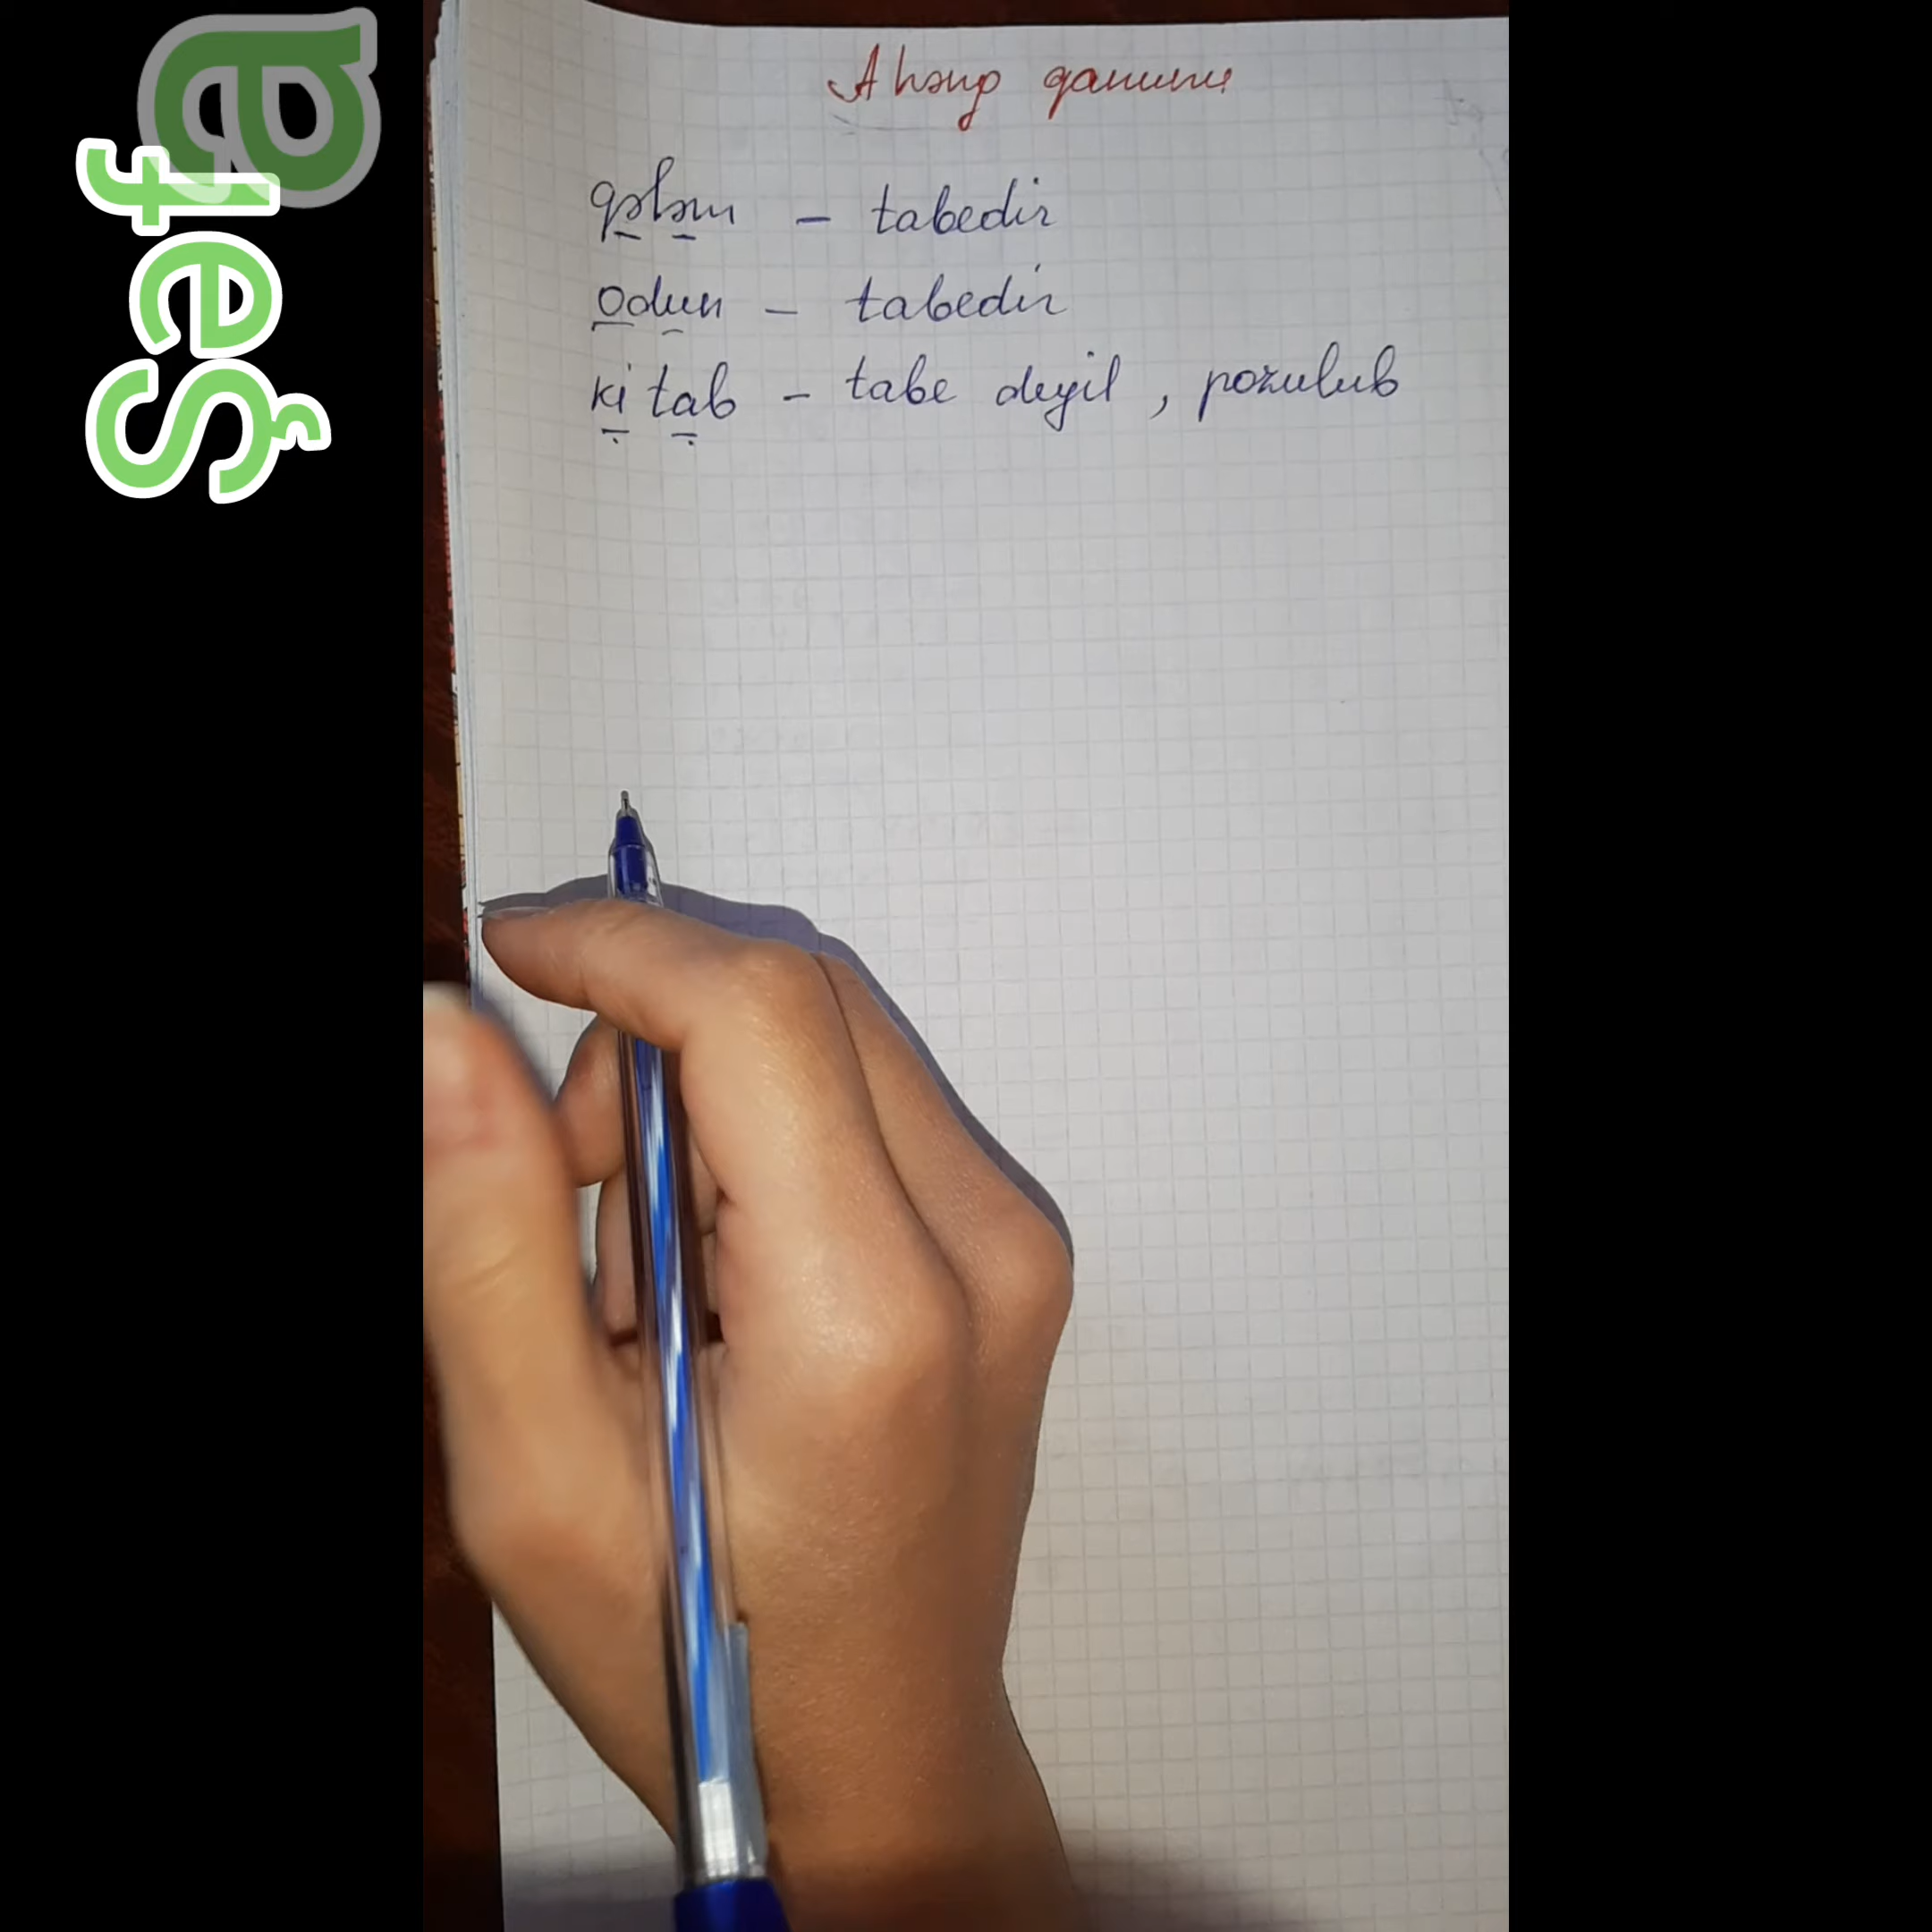 Ahəng qanunu
qələm – tabedir
odun – tabedir
kitab – tabe deyil, pozulub